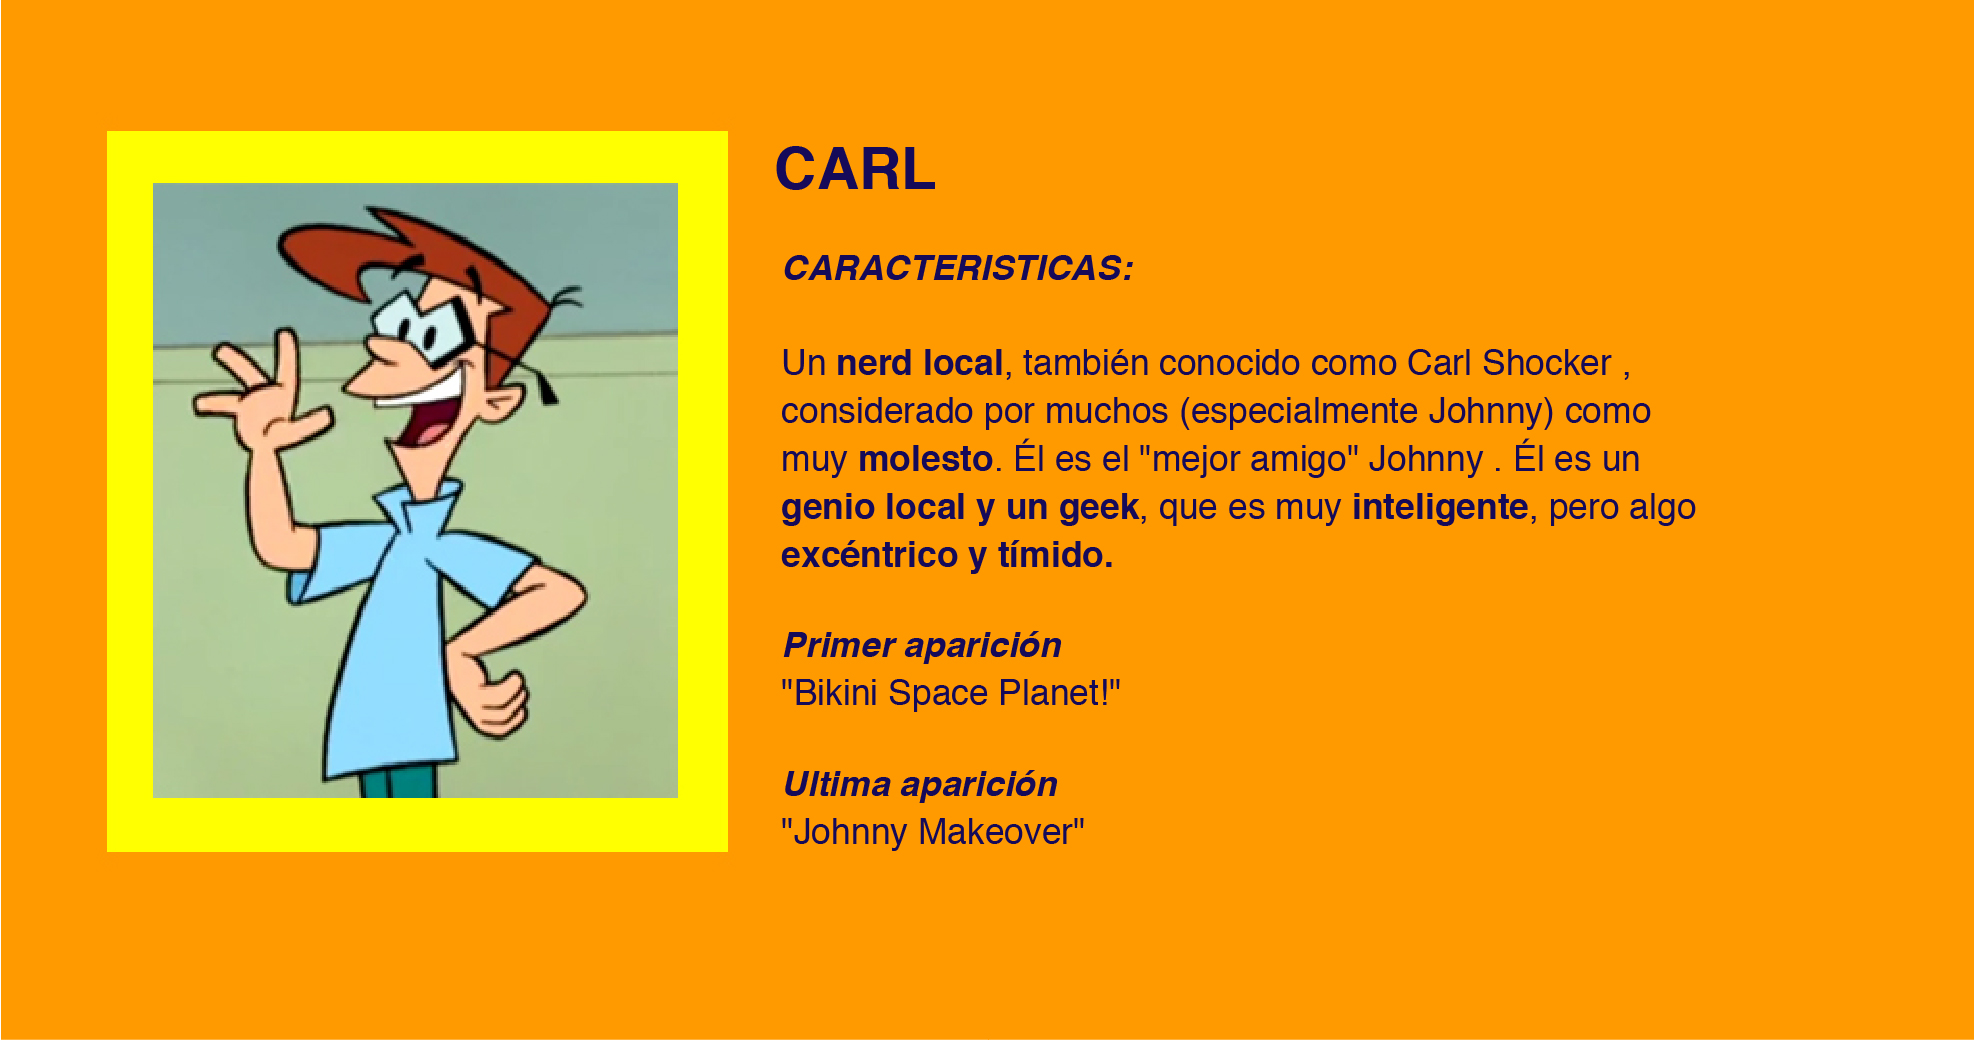 CARL
CARACTERISTICAS:
Un nerd local, también conocido como Carl Shocker ,
considerado por muchos (especialmente Johnny) como
muy molesto. Él es el "mejor amigo" Johnny . Él es un
genio local y un geek, que es muy inteligente, pero algo
excéntrico y tímido.
Primer aparición
"Bikini Space Planet!"
Ultima aparición
"Johnny Makeover"